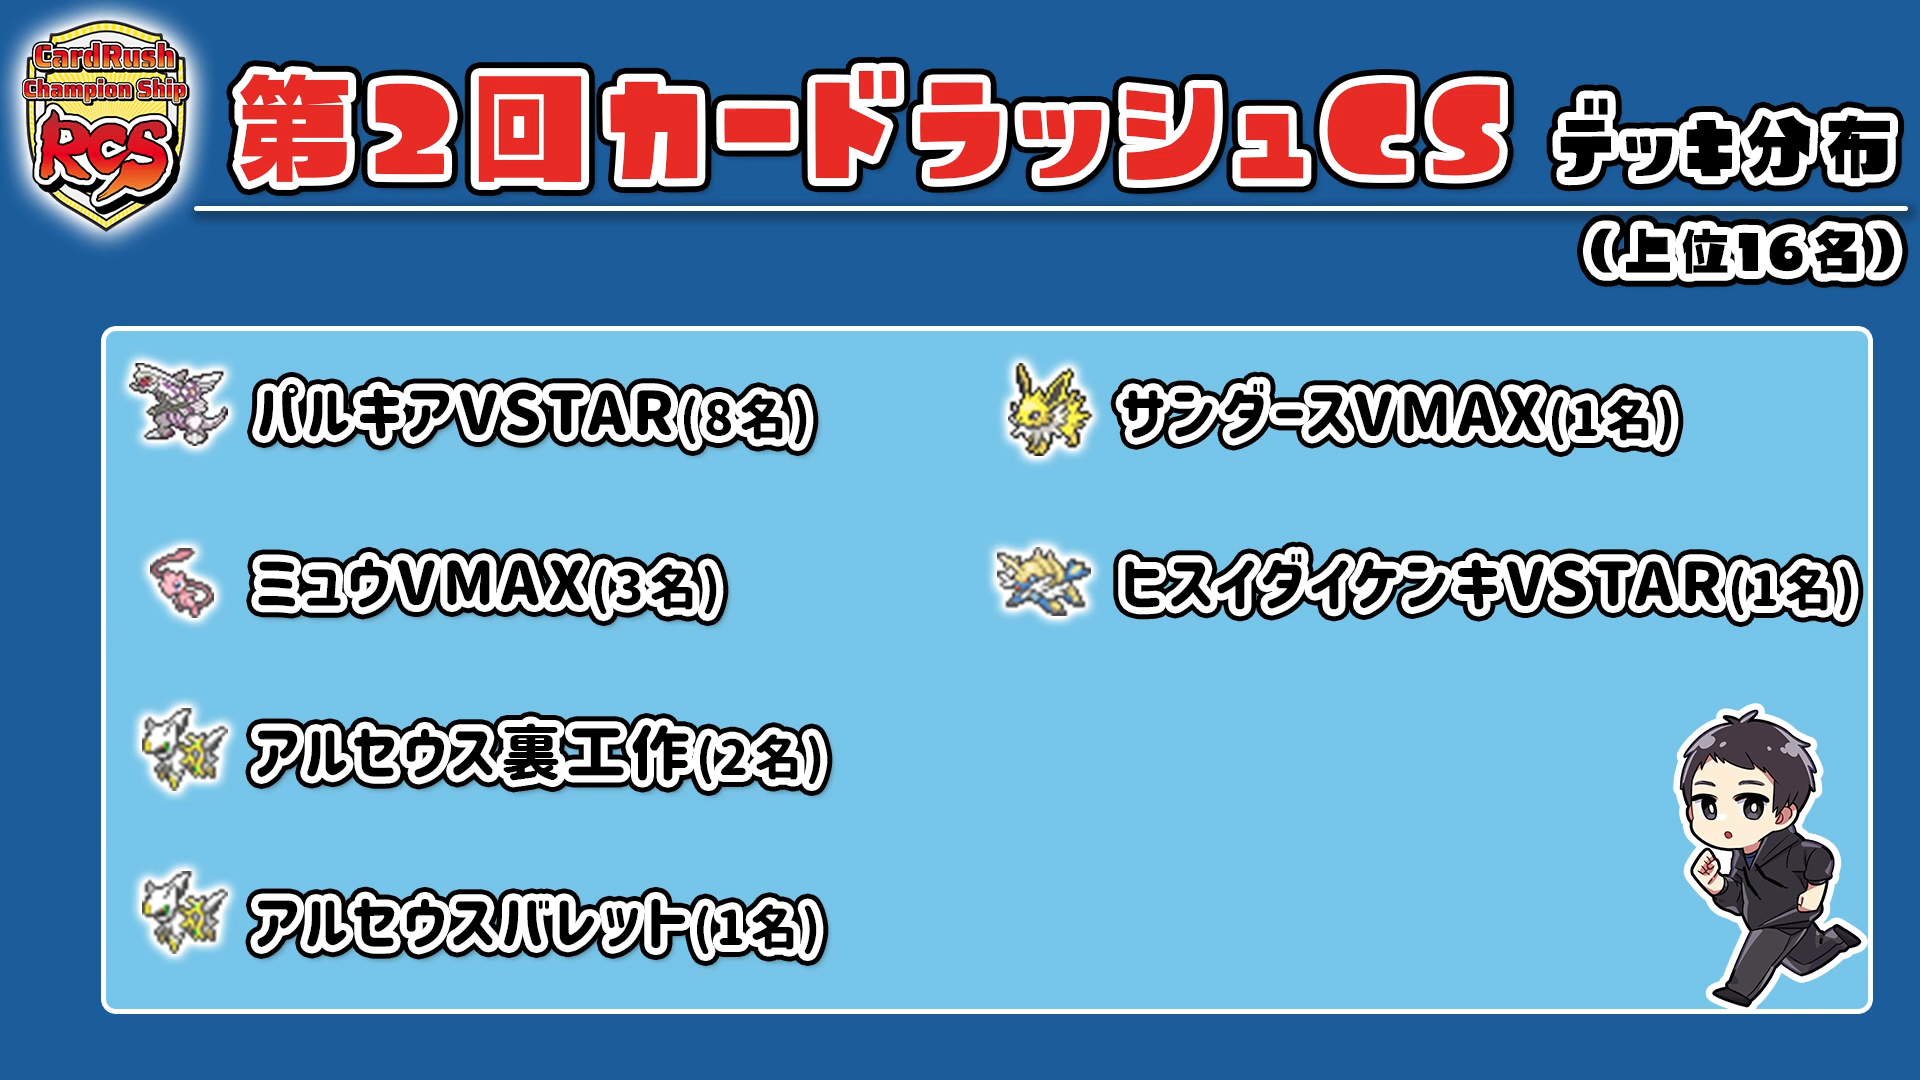 CardRush
Champion Ship
RCS
第2回カードラッシュCS デッキ分布
(上位16名)
パルキアVSTAR(8名)
ミュウVMAX(3名)
アルセウス裏工作(2名)
アルセウスバレット(1名)
サンダースVMAX(1名)
ヒスイダイケンキVSTAR(1名)